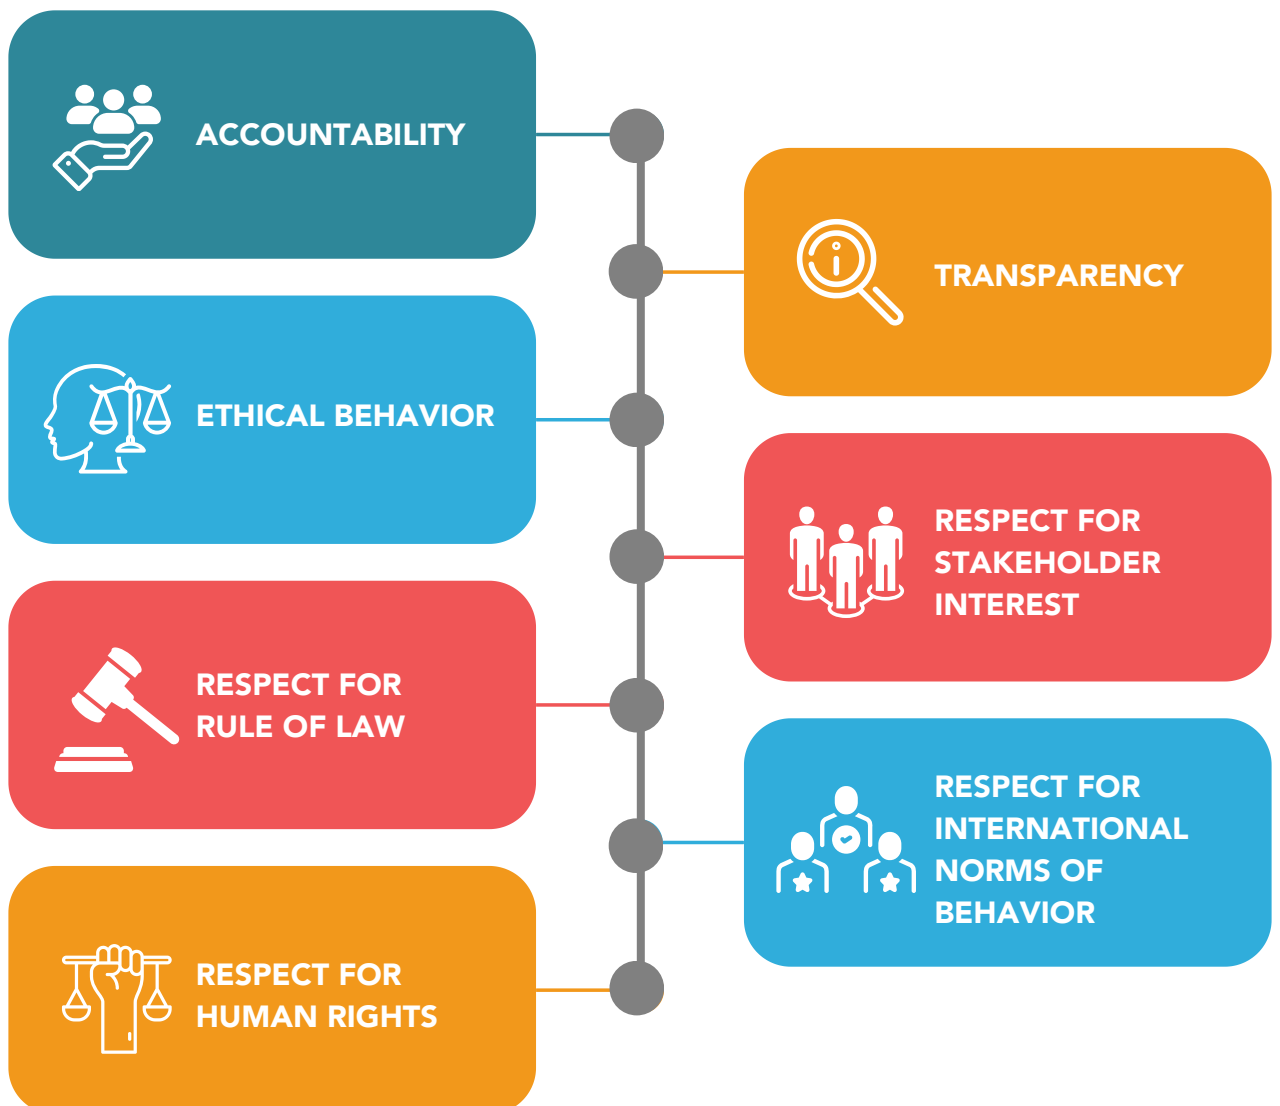 ACCOUNTABILITY
TRANSPARENCY
ETHICAL BEHAVIOR
RESPECT FOR
STAKEHOLDER
INTEREST
RESPECT FOR
RULE OF LAW
RESPECT FOR
INTERNATIONAL
NORMS OF
BEHAVIOR
RESPECT FOR
HUMAN RIGHTS